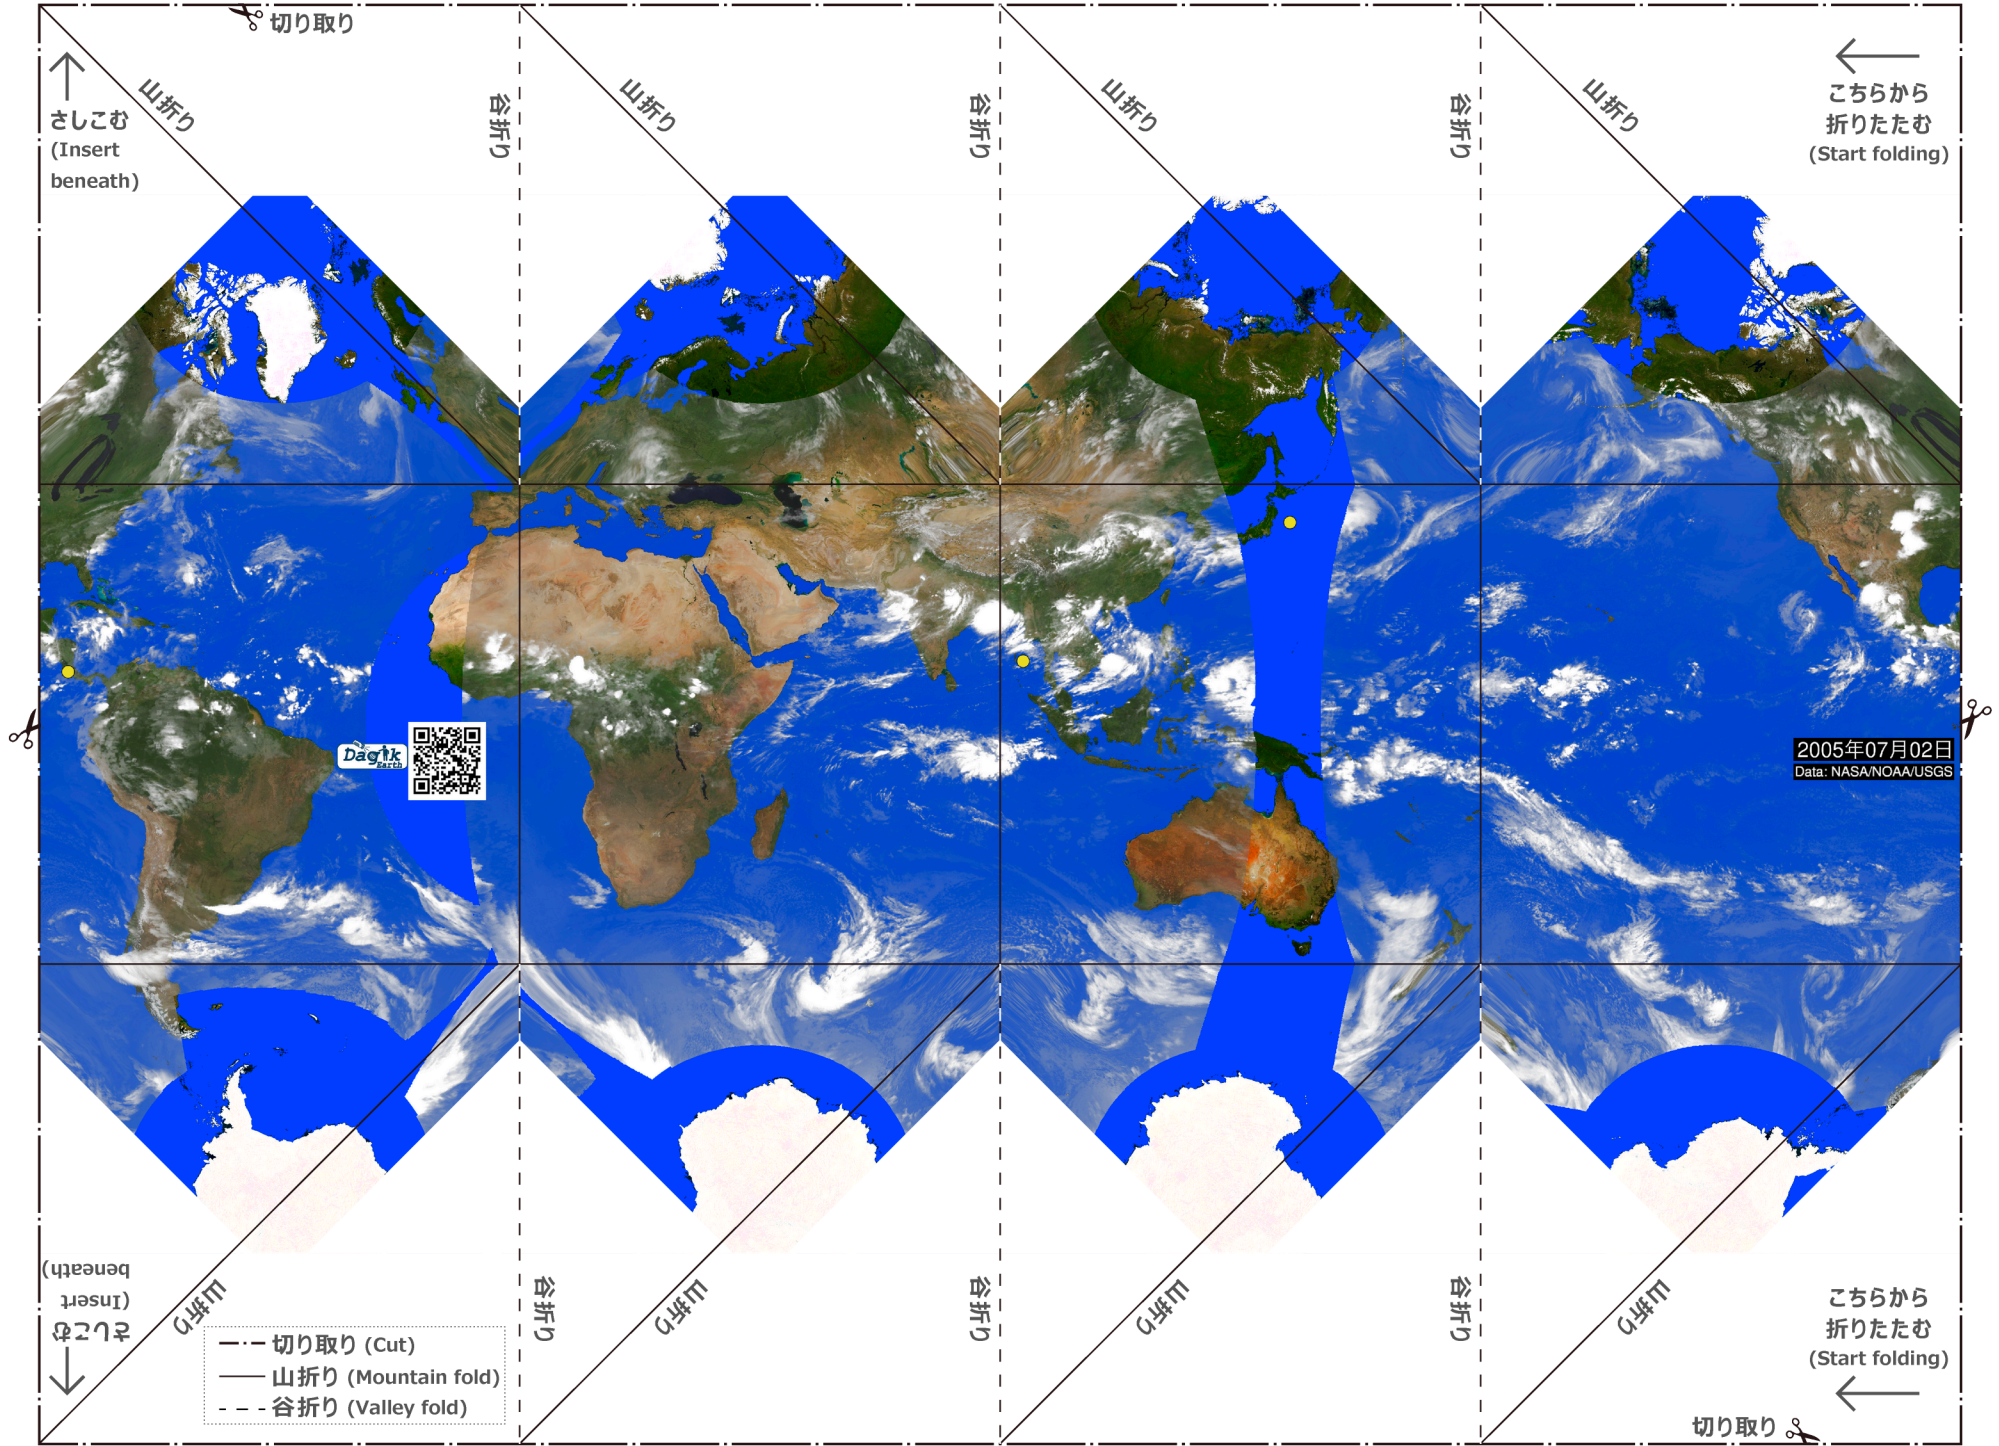 切り取り
山折り
山折り
山折り
山折り
さしこむ
(Insert
beneath)
谷折り
谷折り
谷折り
こちらから
折りたたむ
(Start folding)
Dagik
Earth
2005年07月02日
Data: NASA/NOAA/USGS
さしこむ
(Insert
beneath)
山折り
山折り
山折り
山折り
谷折り
谷折り
谷折り
こちらから
折りたたむ
(Start folding)
切り取り (Cut)
山折り (Mountain fold)
谷折り (Valley fold)
切り取り